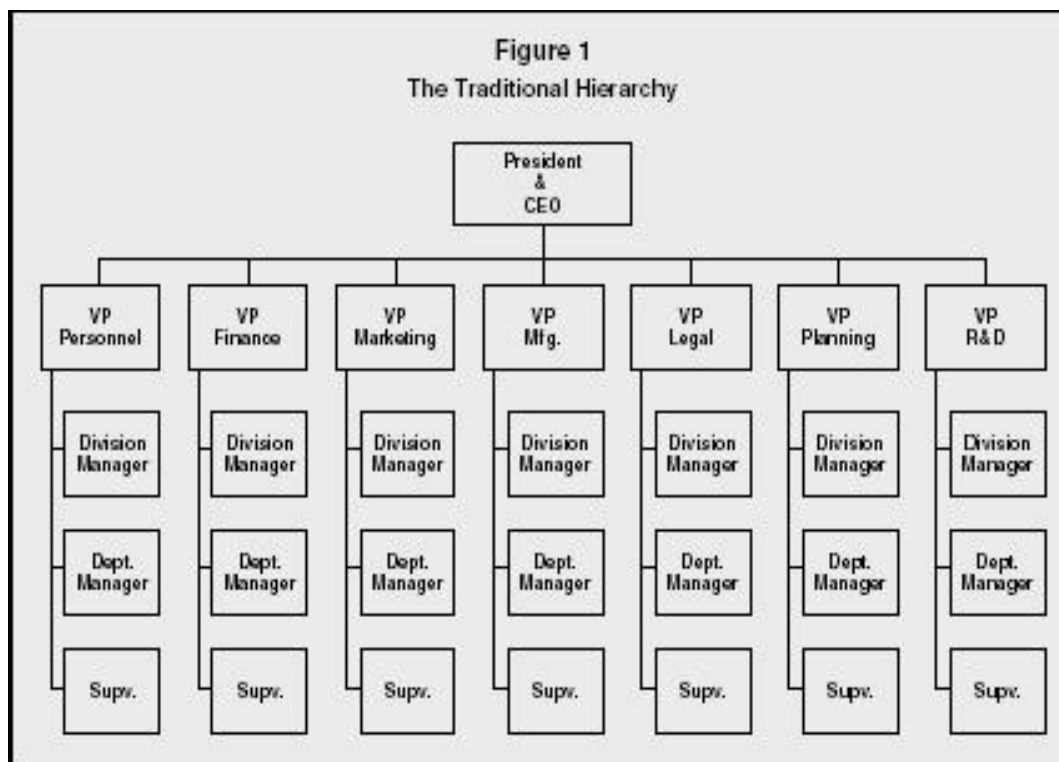 Figure 1
The Traditional Hierarchy
President
&
CEO
VP
Personnel
VP
Finance
VP
Marketing
VP
Mfg.
VP
Legal
VP
Planning
VP
R&D
Division
Manager
Division
Manager
Division
Manager
Division
Manager
Division
Manager
Division
Manager
Division
Manager
Dept.
Manager
Dept.
Manager
Dept.
Manager
Dept.
Manager
Dept.
Manager
Dept.
Manager
Dept.
Manager
Supv.
Supv.
Supv.
Supv.
Supv.
Supv.
Supv.